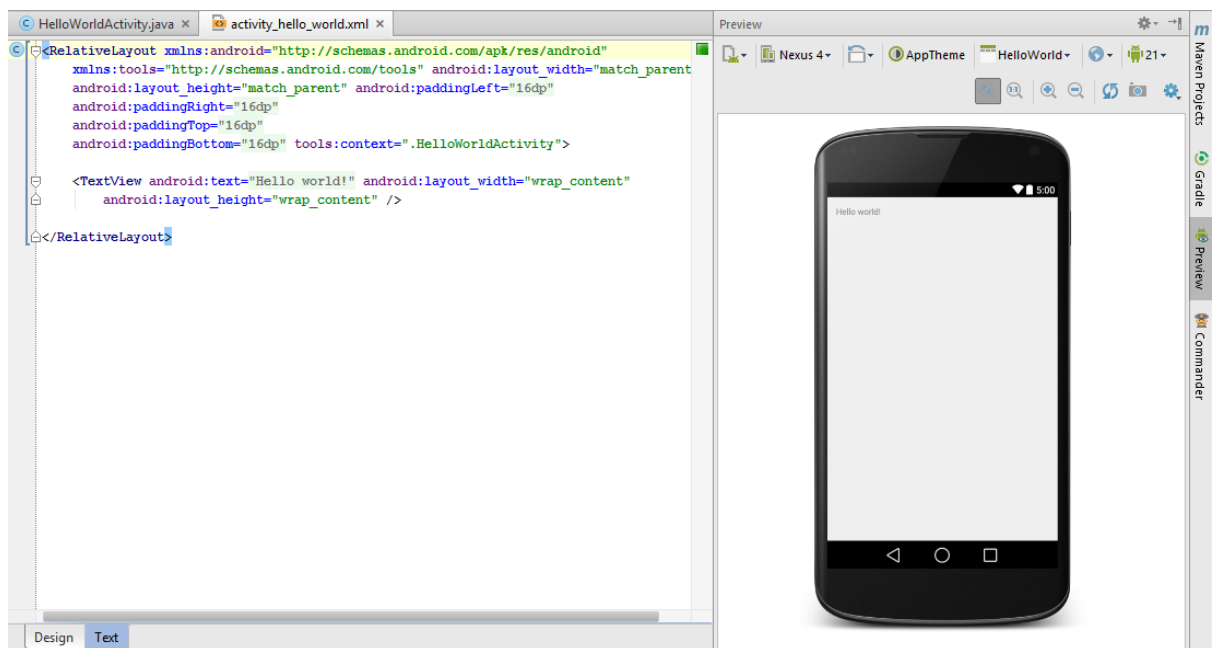 HelloWorldActivity.java
activity_hello_world.xml
<RelativeLayout xmlns:android="http://schemas.android.com/apk/res/android"
xmlns:tools="http://schemas.android.com/tools" android:layout_width="match_parent
android:layout_height="match_parent" android:paddingLeft="16dp"
android:paddingRight="16dp"
android:paddingTop="16dp"
android:paddingBottom="16dp" tools:context=".HelloWorldActivity">
<TextView android:text="Hello world!" android:layout_width="wrap_content"
android:layout_height="wrap_content" />
</RelativeLayout>
Design
Text
Preview
Nexus 4
AppTheme
HelloWorld
21
1:1
5:00
Hello world!
m
Maven Projects
Gradle
Preview
Commander